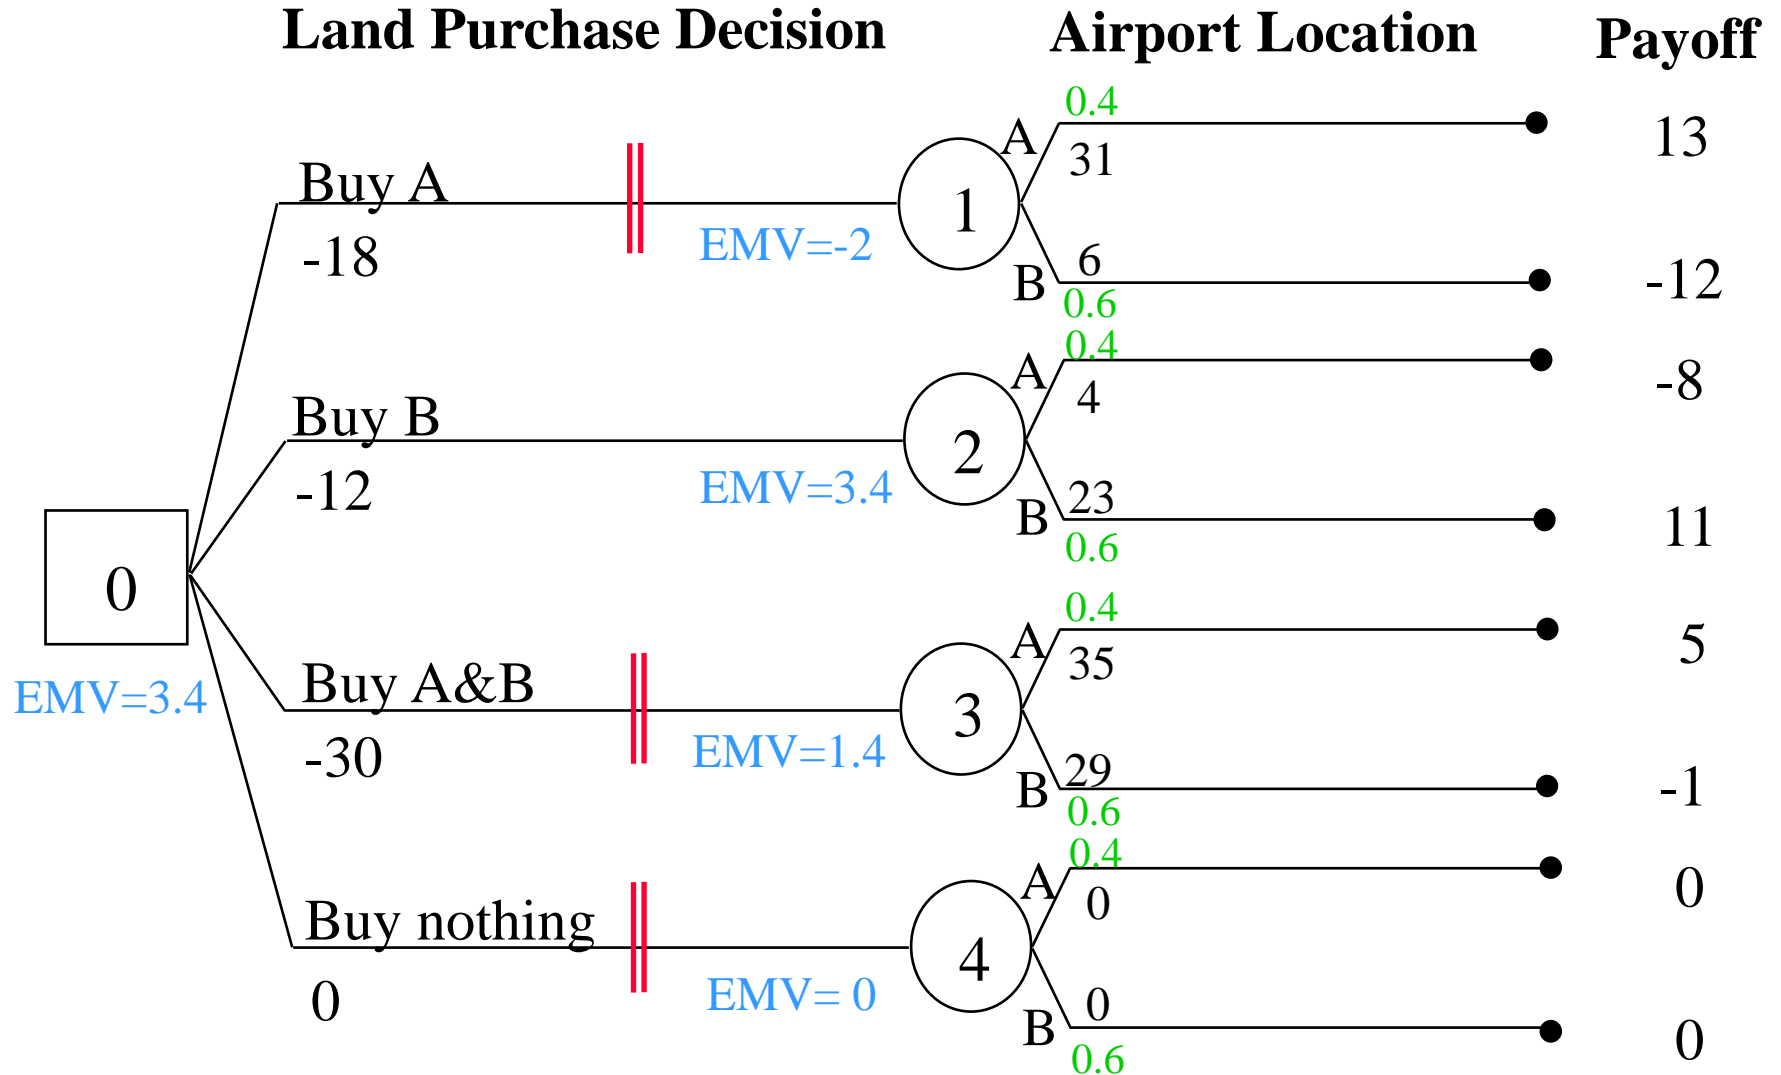 Land Purchase Decision Airport Location Payoff
0.4
A
31
13
Buy A
-18
EMV=-2
1
6
B
0.6
-12
0.4
A
4
-8
Buy B
-12
EMV=3.4
2
23
B
0.6
11
0
EMV=3.4
0.4
A
35
5
Buy A&B
-30
EMV=1.4
3
29
B
0.6
-1
0.4
A
0
0
Buy nothing
0
EMV= 0
4
0
B
0.6
0